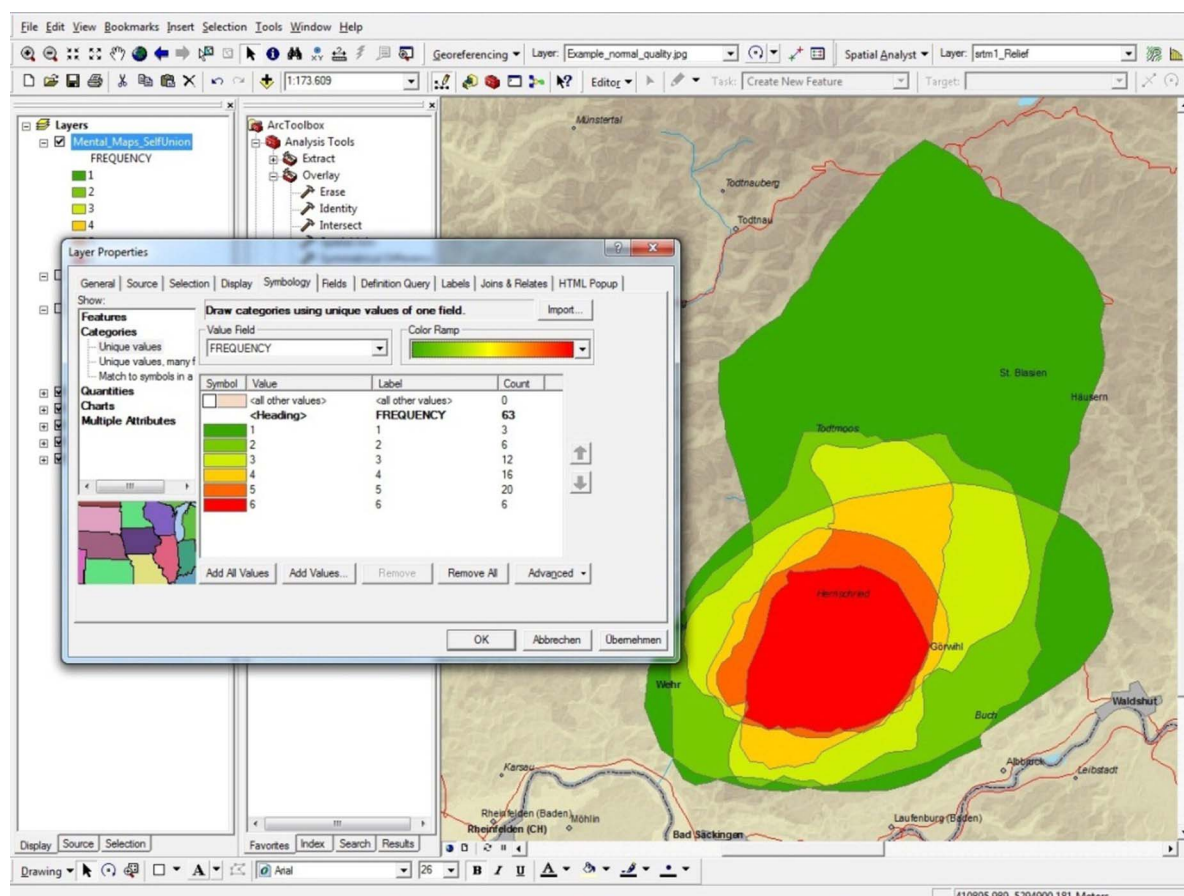 File Edit View Bookmarks Insert Selection Tools Window Help
Georeferencing Layer: Example_normal_quality.jpg Spatial Analyst Layer: srtm1_Relief
1:173.609 Editor Task: Create New Feature Target:
Layers
Mental_Maps_SelfUnion
FREQUENCY
1
2
3
4
ArcToolbox
Analysis Tools
Extract
Overlay
Erase
Identity
Intersect
Layer Properties
General Source Selection Display Symbology Fields Definition Query Labels Joins & Relates HTML Popup
Show:
Features
Categories
Unique values
Unique values, many f
Match to symbols in a
Quantities
Charts
Multiple Attributes
Draw categories using unique values of one field.
Import...
Value Field
FREQUENCY
Color Ramp
Symbol Value Label Count
<all other values> <all other values> 0
<Heading> FREQUENCY 63
1 1 3
2 2 6
3 3 12
4 4 16
5 5 20
6 6 6
Add All Values Add Values... Remove Remove All Advanced
OK Abbrechen Übernehmen
Münstertal
Todtnauberg
Todtnau
St. Blasien
Häusern
Todtmoos
Herrischried
Görwihl
Wehr
Buch
Waldshut
Albbruck
Leibstadt
Karsau
Rheinfelden (Baden)
Möhlin
Rheinfelden (CH)
Bad Säckingen
Laufenburg (Baden)
Display Source Selection
Favorites Index Search Results
Drawing A Arial 26 B I U A